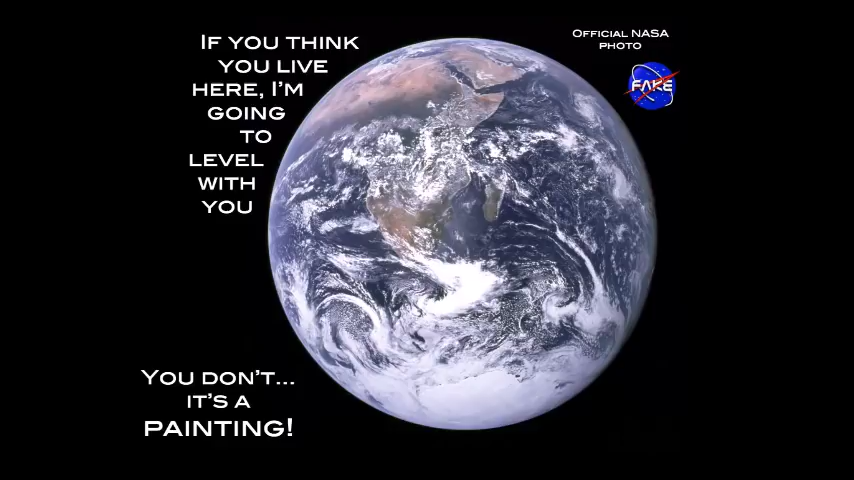 If you think
you live
here, I'm
going
to
level
with
you
Official NASA
photo
FAKE
You don't...
it's a
painting!